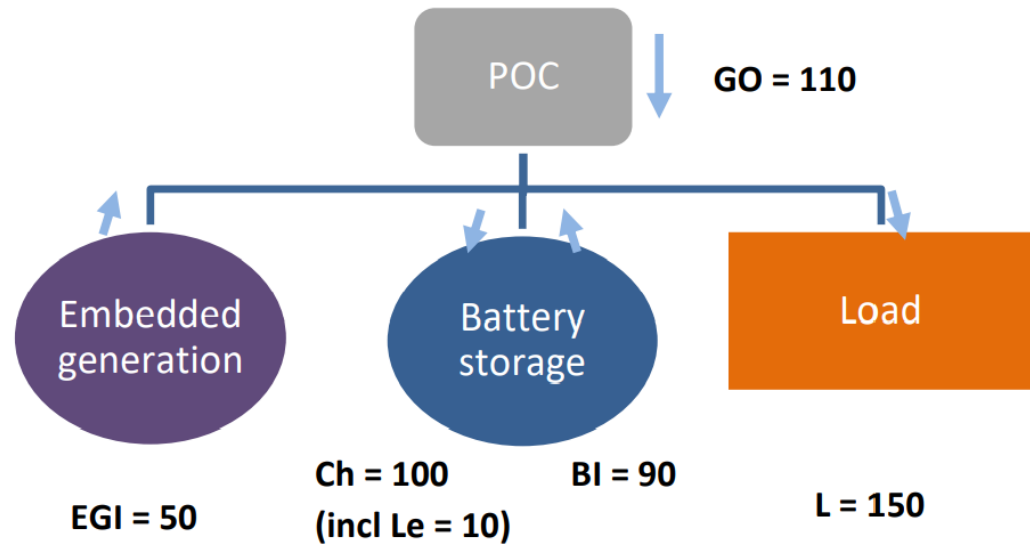 POC
GO = 110
Embedded
generation
Battery
storage
Load
Ch = 100
(incl Le = 10)
BI = 90
EGI = 50
L = 150